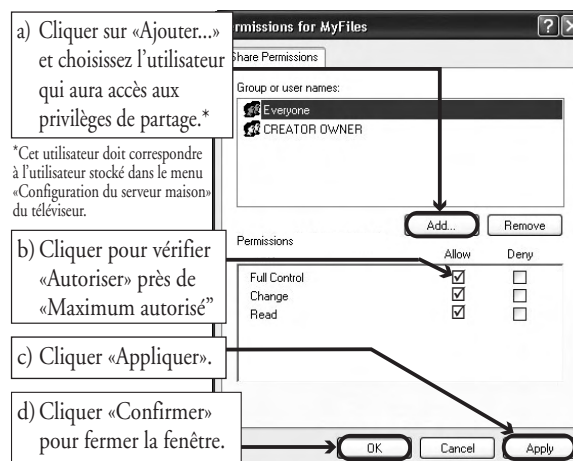 a) Cliquer sur «Ajouter...»
et choisissez l’utilisateur
qui aura accès aux
privilèges de partage.*
*Cet utilisateur doit correspondre
à l’utilisateur stocké dans le menu
«Configuration du serveur maison»
du téléviseur.
b) Cliquer pour vérifier
«Autoriser» près de
«Maximum autorisé”
c) Cliquer «Appliquer».
d) Cliquer «Confirmer»
pour fermer la fenêtre.
ermissions for MyFiles
hare Permissions
Group or user names:
Everyone
CREATOR OWNER
Add... Remove
Permissions Allow Deny
Full Control
Change
Read
OK Cancel Apply